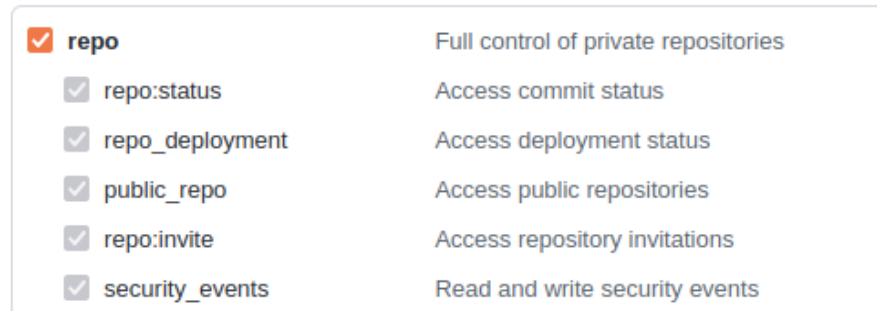 repo Full control of private repositories
repo:status Access commit status
repo_deployment Access deployment status
public_repo Access public repositories
repo:invite Access repository invitations
security_events Read and write security events